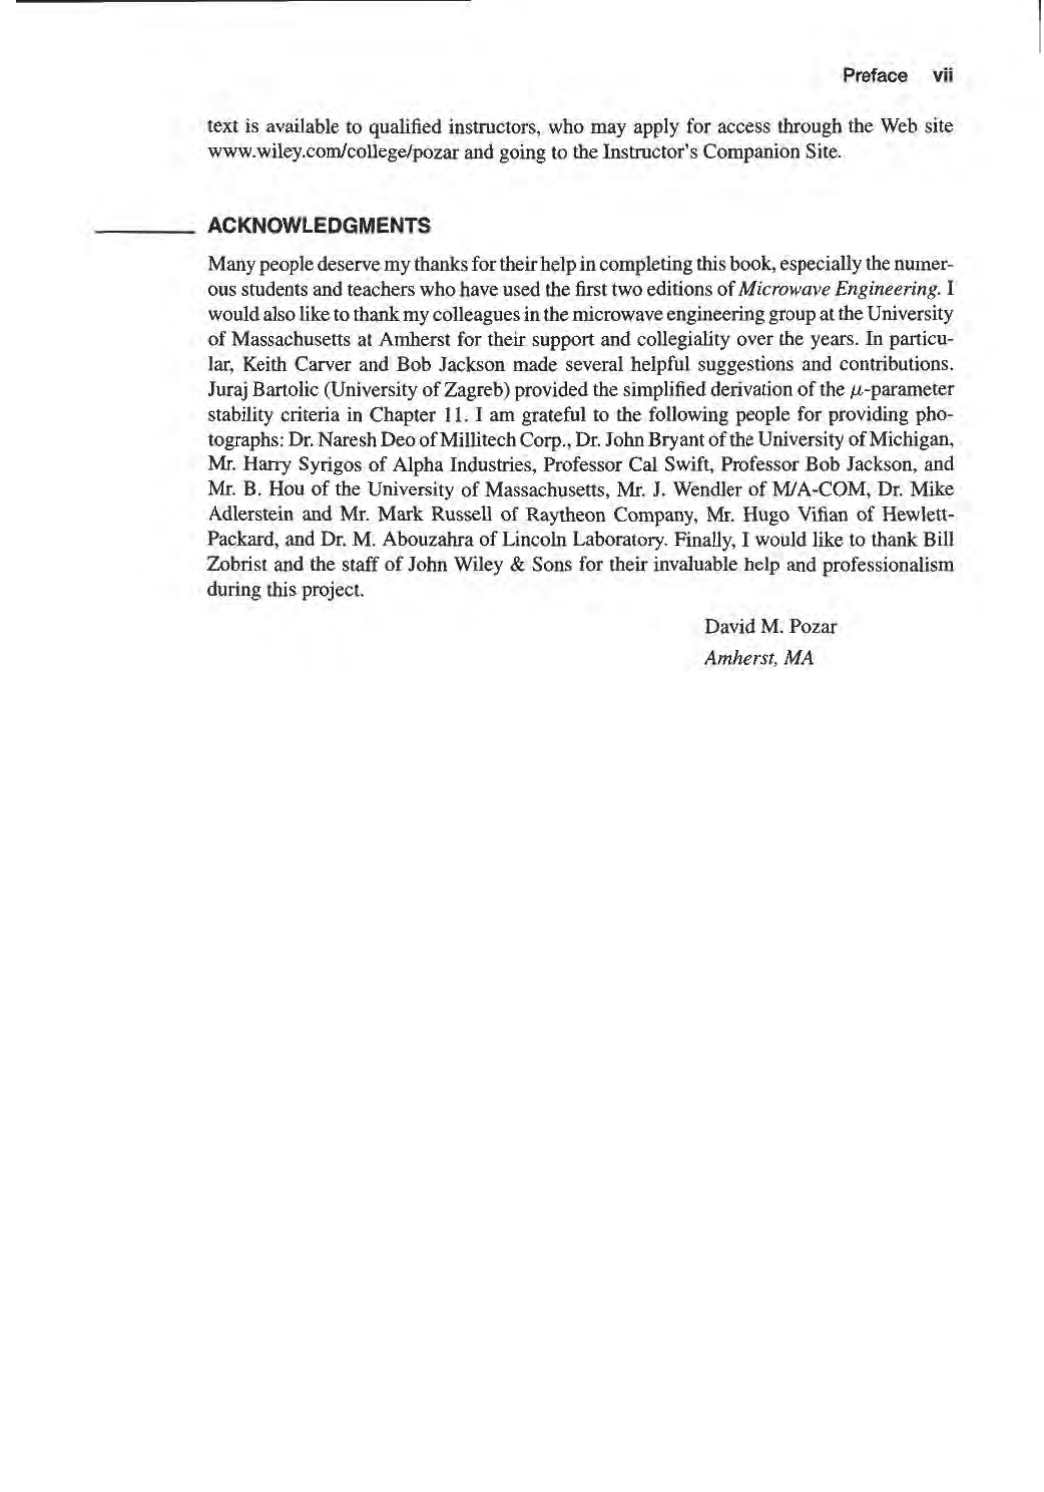 Preface vii
text is available to qualified instructors, who may apply for access through the Web site
www.wiley.com/college/pozar and going to the Instructor's Companion Site.
ACKNOWLEDGMENTS
Many people deserve my thanks for their help in completing this book, especially the numer-
ous students and teachers who have used the first two editions of Microwave Engineering. I
would also like to thank my colleagues in the microwave engineering group at the University
of Massachusetts at Amherst for their support and collegiality over the years. In particu-
lar, Keith Carver and Bob Jackson made several helpful suggestions and contributions.
Juraj Bartolic (University of Zagreb) provided the simplified derivation of the μ-parameter
stability criteria in Chapter 11. I am grateful to the following people for providing pho-
tographs: Dr. Naresh Deo of Millitech Corp., Dr. John Bryant of the University of Michigan,
Mr. Harry Syrigos of Alpha Industries, Professor Cal Swift, Professor Bob Jackson, and
Mr. B. Hou of the University of Massachusetts, Mr. J. Wendler of M/A-COM, Dr. Mike
Adlerstein and Mr. Mark Russell of Raytheon Company, Mr. Hugo Vifian of Hewlett-
Packard, and Dr. M. Abouzahra of Lincoln Laboratory. Finally, I would like to thank Bill
Zobrist and the staff of John Wiley & Sons for their invaluable help and professionalism
during this project.
David M. Pozar
Amherst, MA